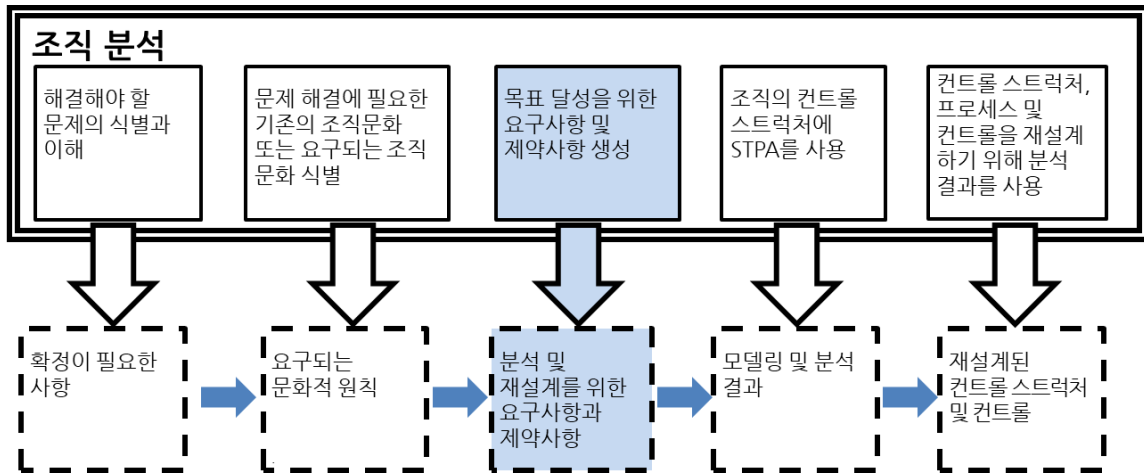 조직 분석
해결해야 할
문제의 식별과
이해
문제 해결에 필요한
기존의 조직문화
또는 요구되는 조직
문화 식별
목표 달성을 위한
요구사항 및
제약사항 생성
조직의 컨트롤
스트럭처에
STPA를 사용
컨트롤 스트럭처,
프로세스 및
컨트롤을 재설계
하기 위해 분석
결과를 사용
확정이 필요한
사항
요구되는
문화적 원칙
분석 및
재설계를 위한
요구사항과
제약사항
모델링 및 분석
결과
재설계된
컨트롤 스트럭처
및 컨트롤